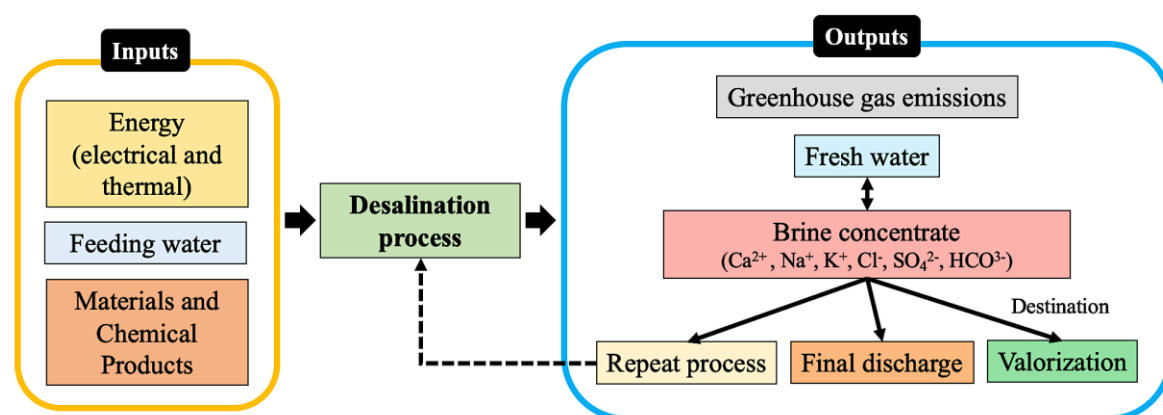 Inputs
Energy
(electrical and
thermal)
Feeding water
Materials and
Chemical
Products
Desalination
process
Outputs
Greenhouse gas emissions
Fresh water
Brine concentrate
(Ca²⁺ , Na⁺, K⁺, Cl⁻, SO₄²⁻, HCO³⁻)
Destination
Repeat process
Final discharge
Valorization